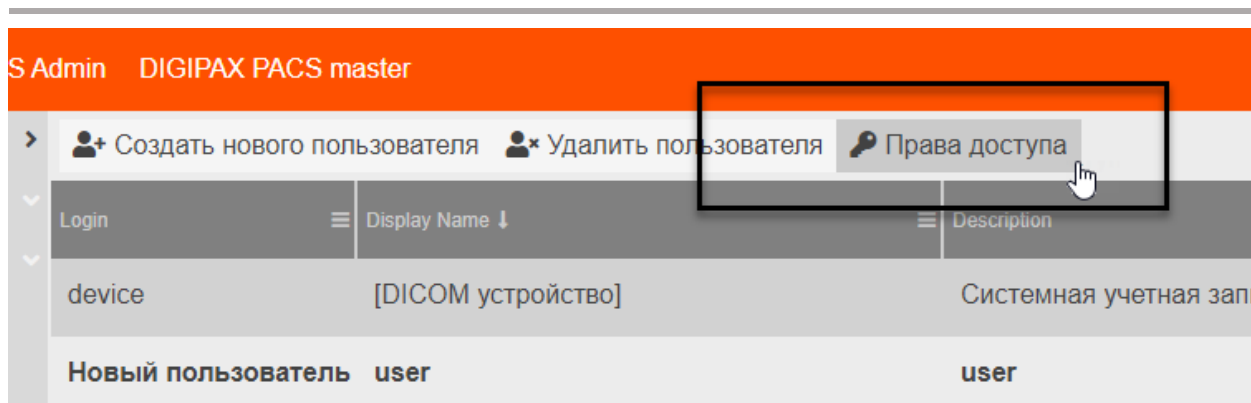 S Admin DIGIPAX PACS master
Создать нового пользователя Удалить пользователя Права доступа
Login Display Name Description
device [DICOM устройство] Системная учетная зап
Новый пользователь user user